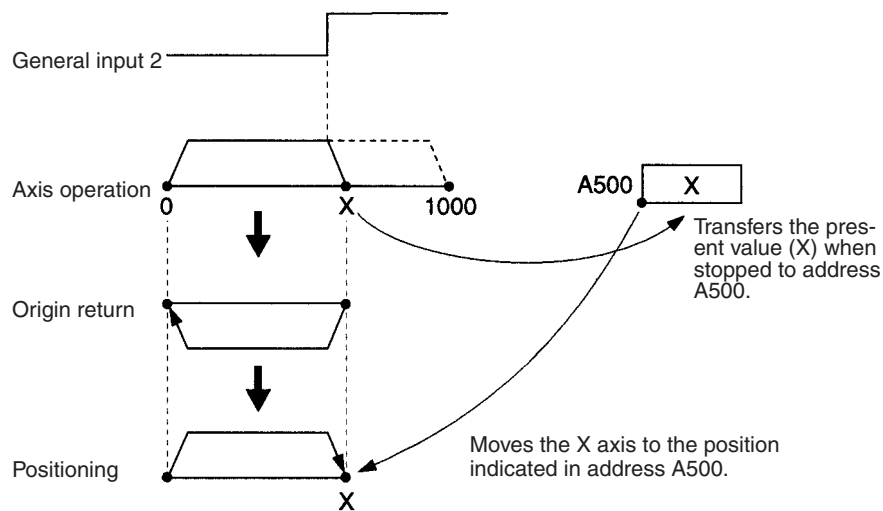 General input 2
Axis operation
0
X
1000
A500
X
Transfers the pres-
ent value (X) when
stopped to address
A500.
Origin return
Moves the X axis to the position
indicated in address A500.
Positioning
X